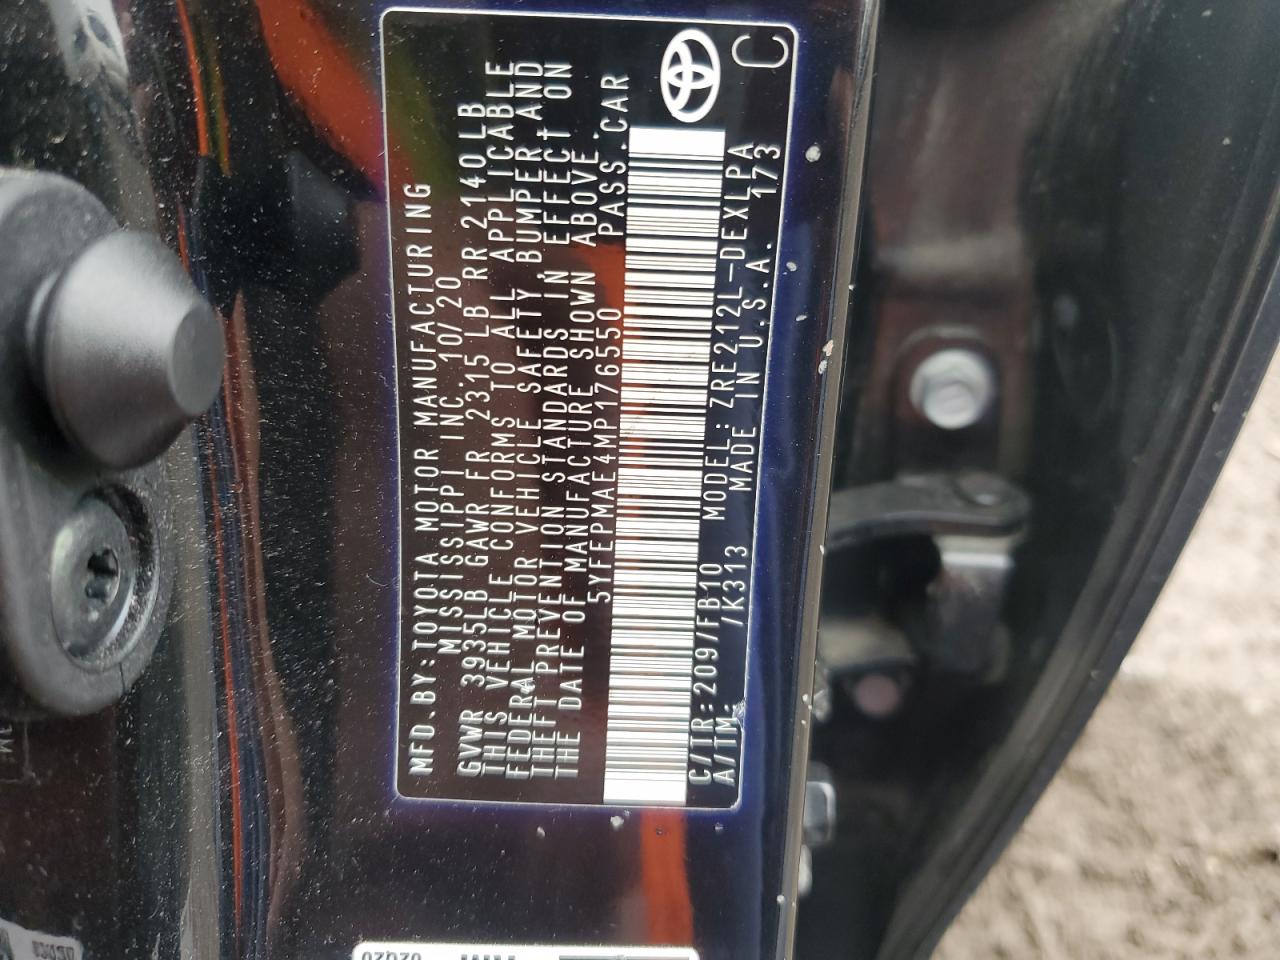 MFD.BY:TOYOTA MOTOR MANUFACTURING
MISSISSIPPI INC. 10/20
GVWR 3935LB GAWR FR 2315 LB RR 2140LB
THIS VEHICLE CONFORMS TO ALL APPLICABLE
FEDERAL MOTOR VEHICLE SAFETY, BUMPER AND
THEFT PREVENTION STANDARDS IN EFFECT ON
THE DATE OF MANUFACTURE SHOWN ABOVE.
5YFEPMAE4MP176550 PASS.CAR
C/TR:209/FB10 MODEL:ZRE212L-DEXLPA
A/TM: /K313 MADE IN U.S.A. 173
C